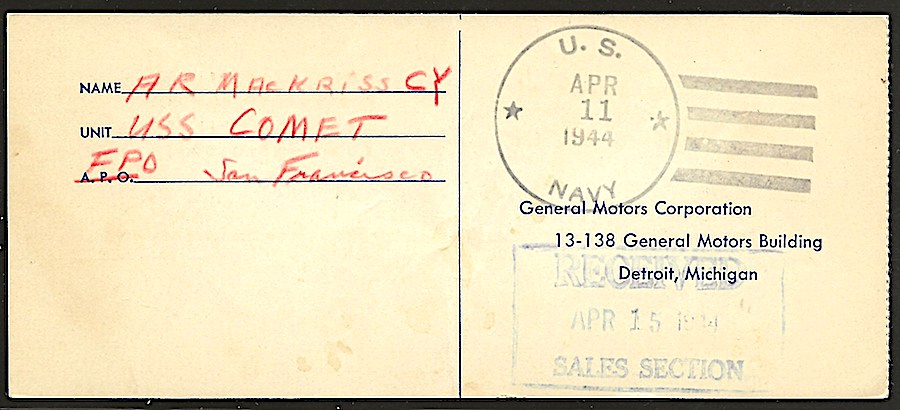 NAME AR MACKRISS CY
UNIT USS COMET
FPO
A.P.O. San Francisco
U. S.
APR
11
1944
NAVY
General Motors Corporation
13-138 General Motors Building
Detroit, Michigan
RECEIVED
APR 15 1944
SALES SECTION